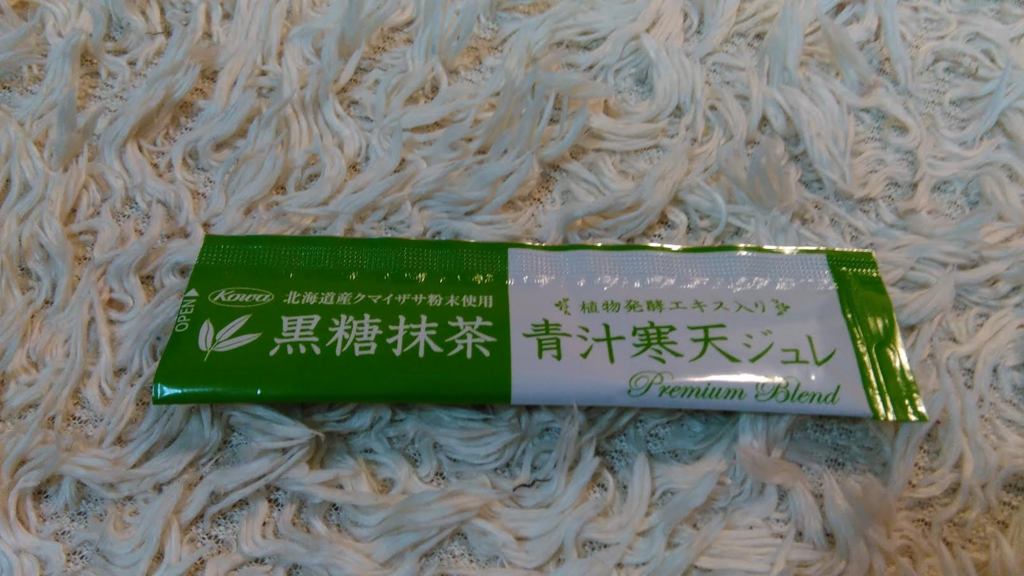 OPEN
Kowa
北海道産クマイザサ粉末使用
黒糖抹茶
植物発酵エキス入り
青汁寒天ジュレ
Premium Blend